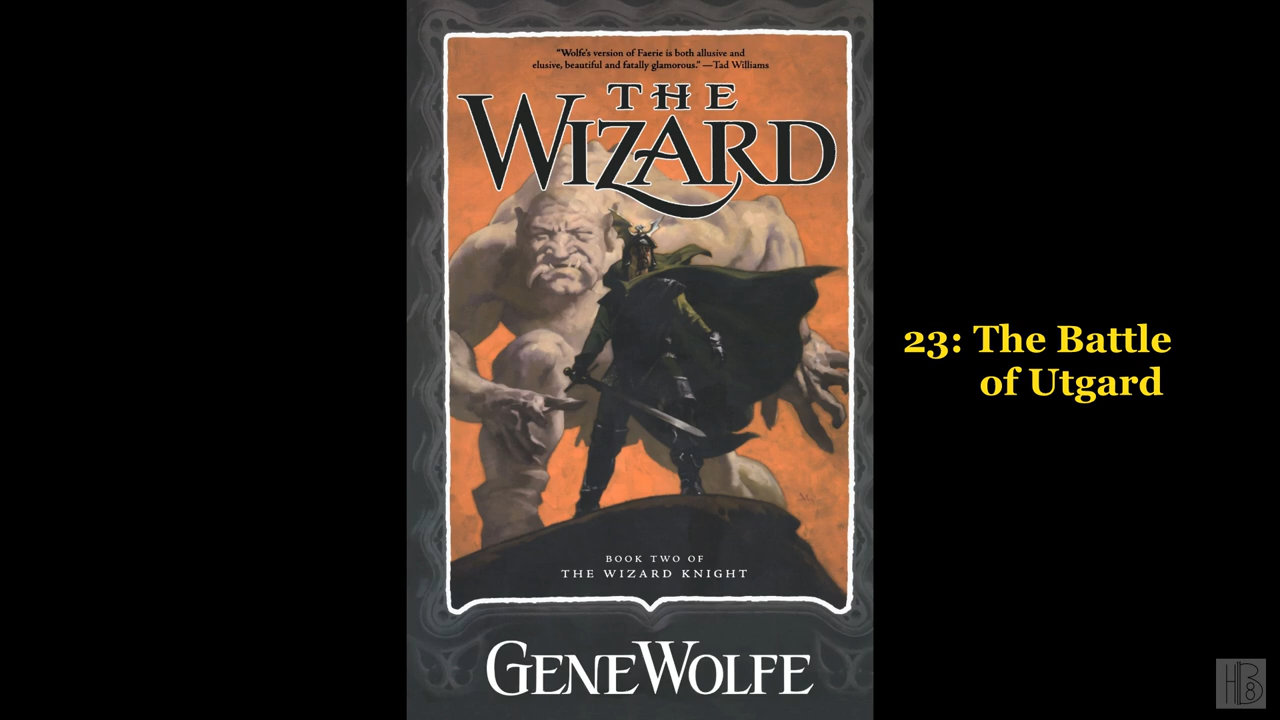 “Wolfe’s version of Faerie is both allusive and
elusive, beautiful and fatally glamorous.” —Tad Williams
THE
WIZARD
BOOK TWO OF
THE WIZARD KNIGHT
GENE WOLFE
23: The Battle
of Utgard